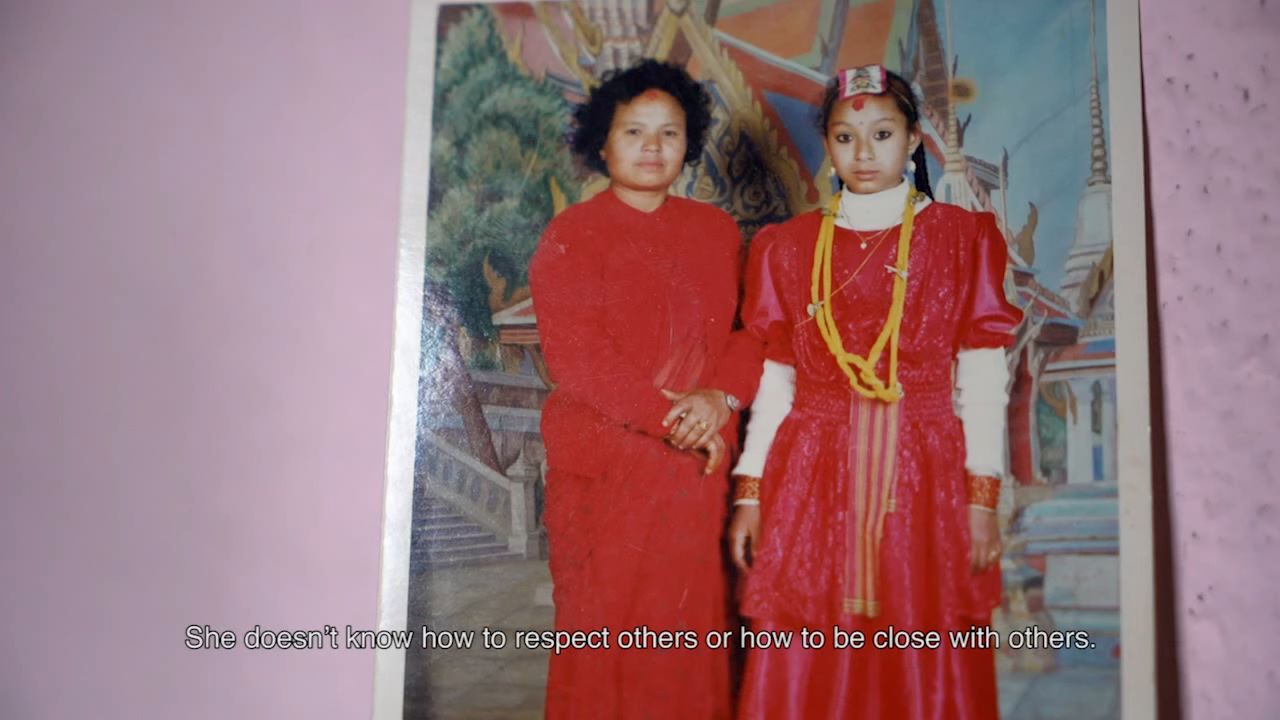 She doesn't know how to respect others or how to be close with others.